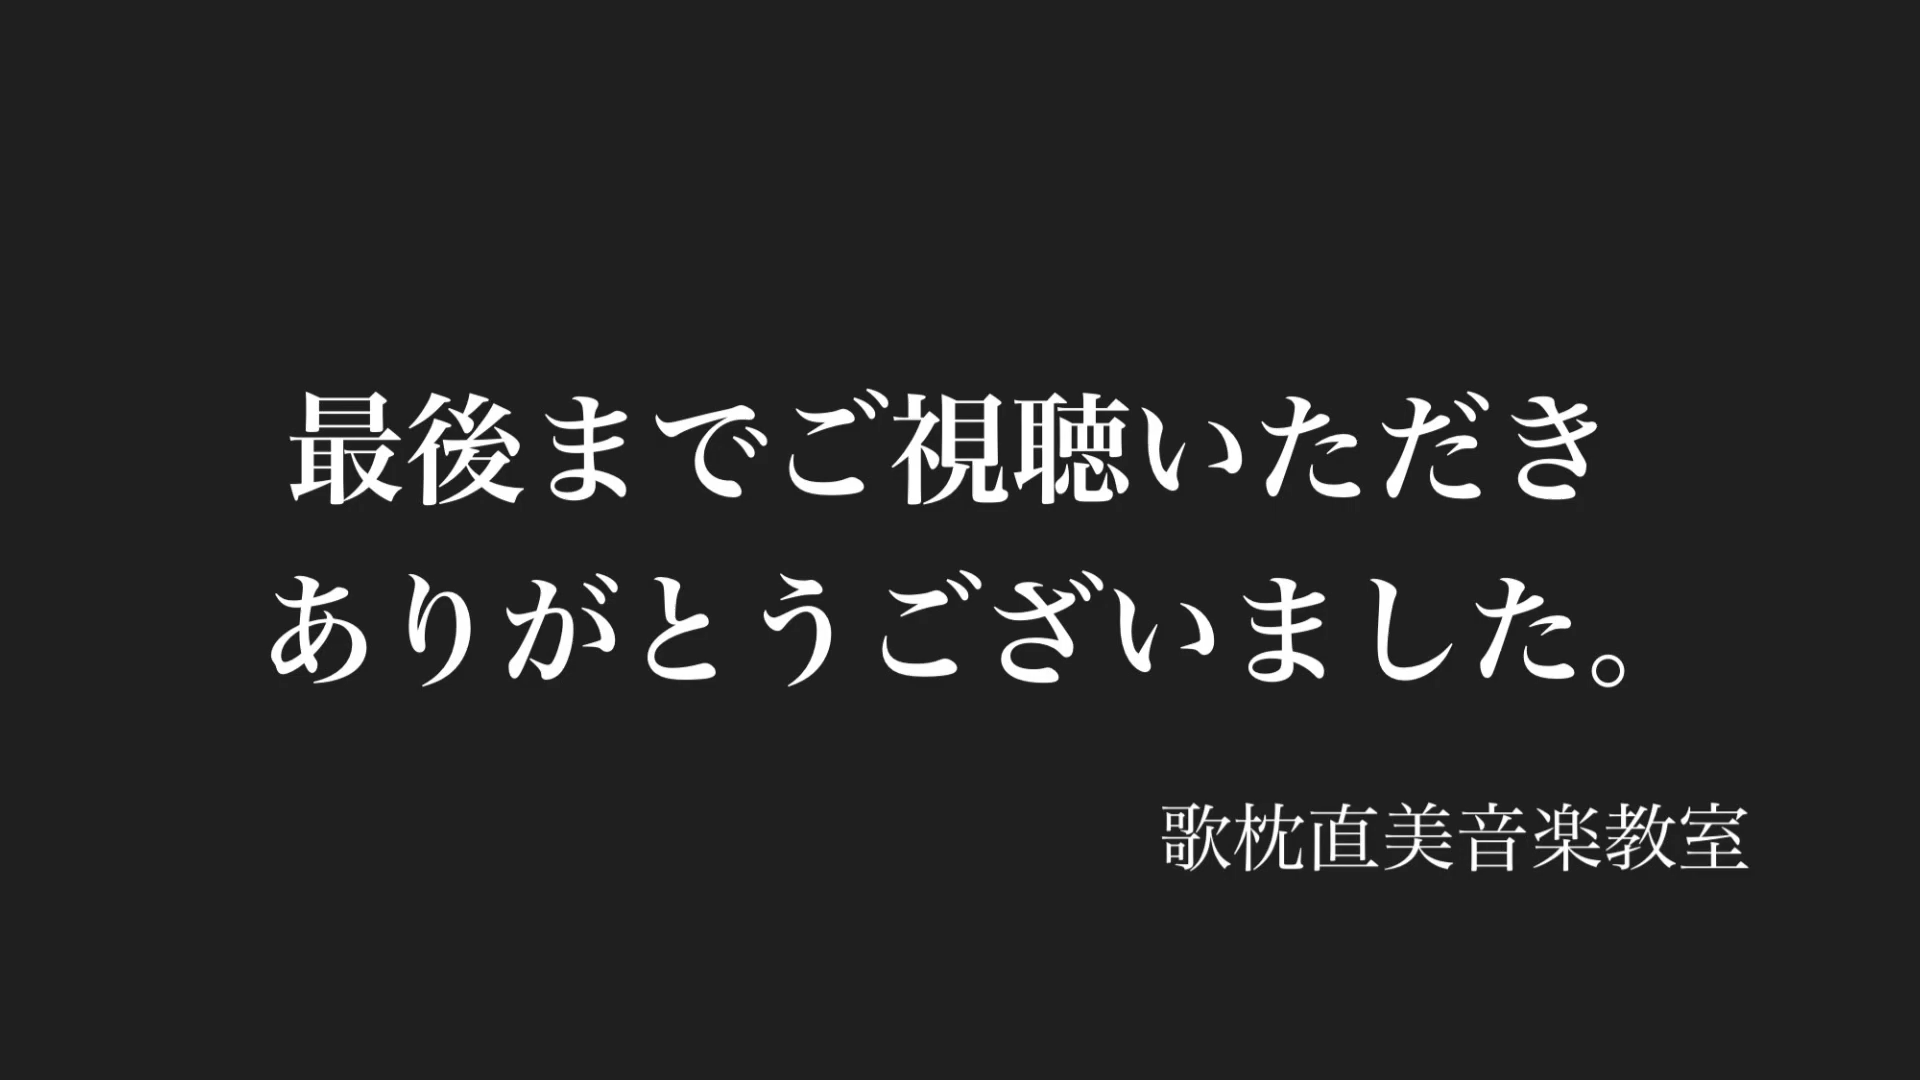 最後までご視聴いただき
ありがとうございました。
歌枕直美音楽教室